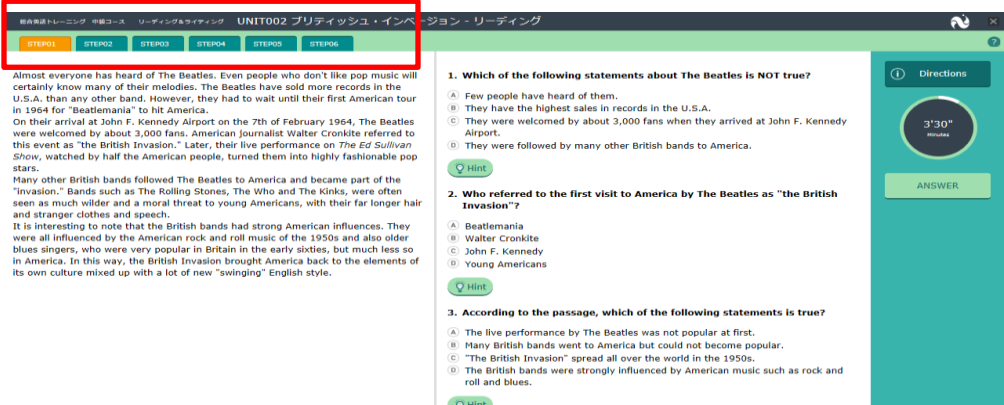 総合英語トレーニング 中級コース リーディング&ライティング UNIT002 ブリティッシュ・インベージョン - リーディング
STEP01 STEP02 STEP03 STEP04 STEP05 STEP06
Almost everyone has heard of The Beatles. Even people who don't like pop music will
certainly know many of their melodies. The Beatles have sold more records in the
U.S.A. than any other band. However, they had to wait until their first American tour
in 1964 for "Beatlemania" to hit America.
On their arrival at John F. Kennedy Airport on the 7th of February 1964, The Beatles
were welcomed by about 3,000 fans. American journalist Walter Cronkite referred to
this event as "the British Invasion." Later, their live performance on The Ed Sullivan
Show, watched by half the American people, turned them into highly fashionable pop
stars.
Many other British bands followed The Beatles to America and became part of the
"invasion." Bands such as The Rolling Stones, The Who and The Kinks, were often
seen as much wilder and a moral threat to young Americans, with their far longer hair
and stranger clothes and speech.
It is interesting to note that the British bands had strong American influences. They
were all influenced by the American rock and roll music of the 1950s and also older
blues singers, who were very popular in Britain in the early sixties, but much less so
in America. In this way, the British Invasion brought America back to the elements of
its own culture mixed up with a lot of new "swinging" English style.
1. Which of the following statements about The Beatles is NOT true?
A Few people have heard of them.
B They have the highest sales in records in the U.S.A.
C They were welcomed by about 3,000 fans when they arrived at John F. Kennedy
Airport.
D They were followed by many other British bands to America.
Hint
2. Who referred to the first visit to America by The Beatles as "the British
Invasion"?
A Beatlemania
B Walter Cronkite
C John F. Kennedy
D Young Americans
Hint
3. According to the passage, which of the following statements is true?
A The live performance by The Beatles was not popular at first.
B Many British bands went to America but could not become popular.
C "The British Invasion" spread all over the world in the 1950s.
D The British bands were strongly influenced by American music such as rock and
roll and blues.
Hint
?
Directions
3'30"
Minutes
ANSWER